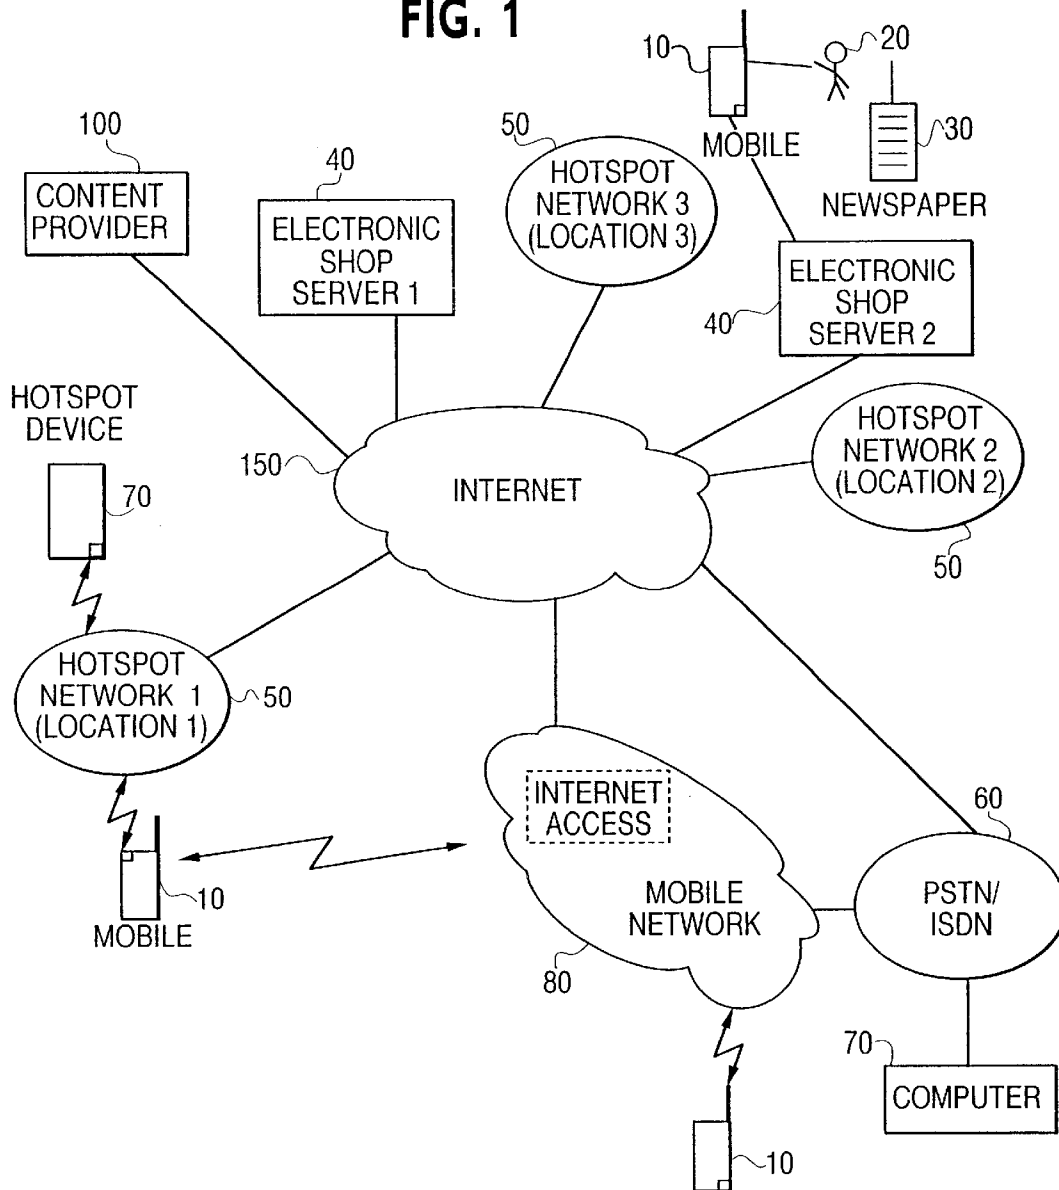 FIG. 1
10
20
30
MOBILE
NEWSPAPER
100
CONTENT
PROVIDER
40
ELECTRONIC
SHOP
SERVER 1
50
HOTSPOT
NETWORK 3
(LOCATION 3)
40
ELECTRONIC
SHOP
SERVER 2
HOTSPOT
DEVICE
70
150
INTERNET
HOTSPOT
NETWORK 2
(LOCATION 2)
50
HOTSPOT
NETWORK 1
(LOCATION 1)
50
INTERNET
ACCESS
MOBILE
NETWORK
80
60
PSTN/
ISDN
10
MOBILE
70
COMPUTER
10